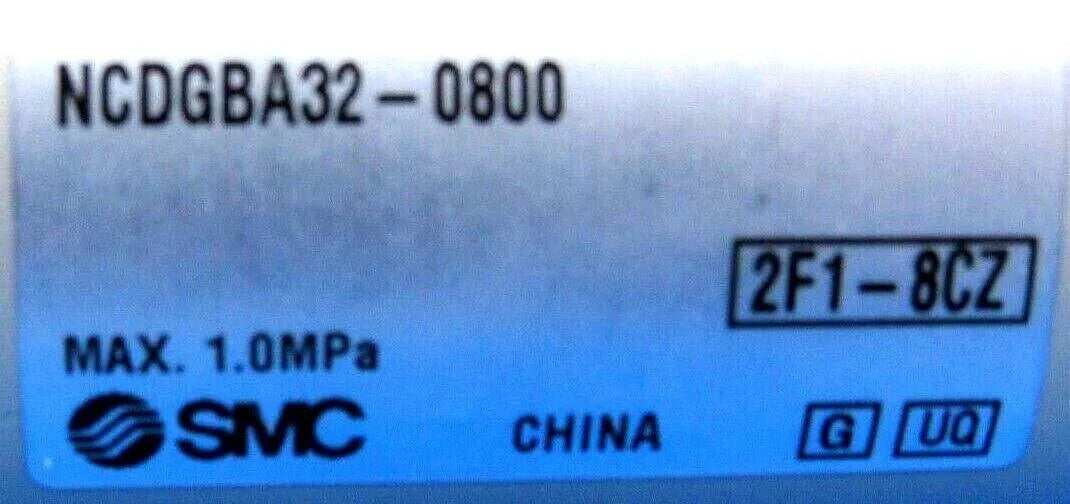 NCDGBA32-0800
2F1-8CZ
MAX. 1.0MPa
SMC CHINA G UQ